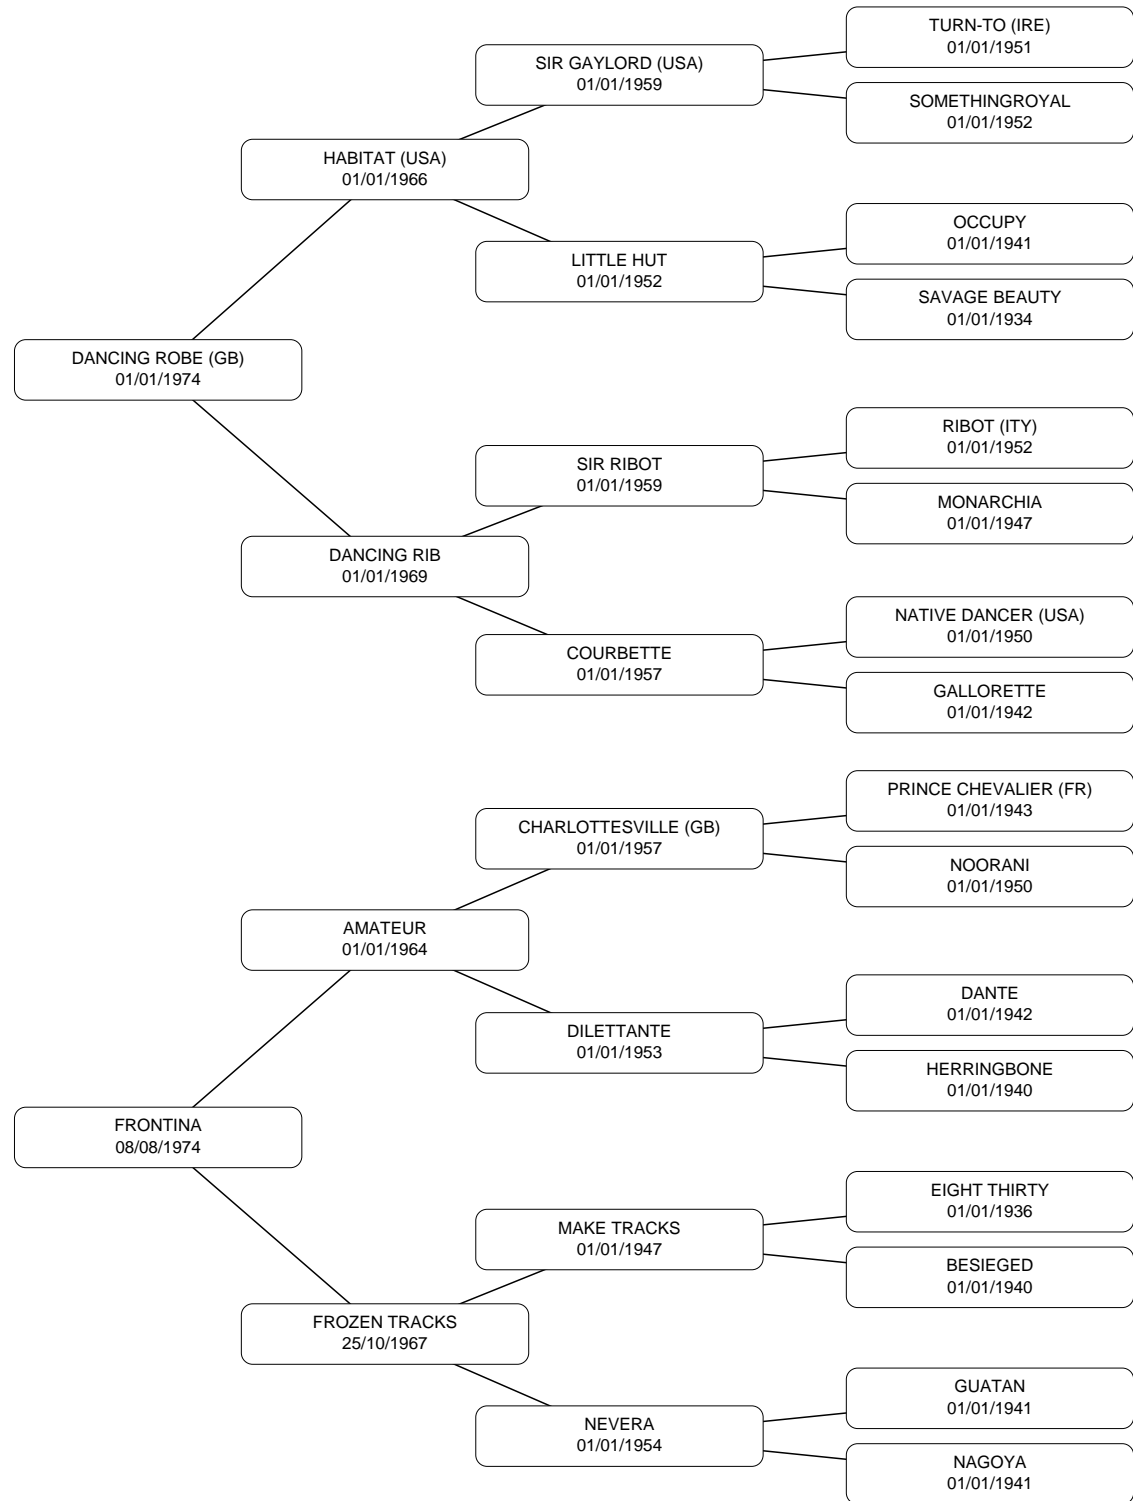 TURN-TO (IRE)
01/01/1951
SIR GAYLORD (USA)
01/01/1959
SOMETHINGROYAL
01/01/1952
HABITAT (USA)
01/01/1966
OCCUPY
01/01/1941
LITTLE HUT
01/01/1952
SAVAGE BEAUTY
01/01/1934
DANCING ROBE (GB)
01/01/1974
RIBOT (ITY)
01/01/1952
SIR RIBOT
01/01/1959
MONARCHIA
01/01/1947
DANCING RIB
01/01/1969
NATIVE DANCER (USA)
01/01/1950
COURBETTE
01/01/1957
GALLORETTE
01/01/1942
PRINCE CHEVALIER (FR)
01/01/1943
CHARLOTTESVILLE (GB)
01/01/1957
NOORANI
01/01/1950
AMATEUR
01/01/1964
DANTE
01/01/1942
DILETTANTE
01/01/1953
HERRINGBONE
01/01/1940
FRONTINA
08/08/1974
EIGHT THIRTY
01/01/1936
MAKE TRACKS
01/01/1947
BESIEGED
01/01/1940
FROZEN TRACKS
25/10/1967
GUATAN
01/01/1941
NEVERA
01/01/1954
NAGOYA
01/01/1941